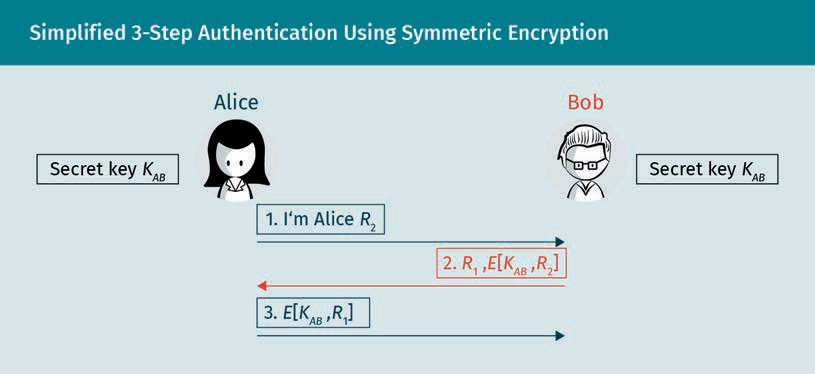 Simplified 3-Step Authentication Using Symmetric Encryption
Alice
Bob
Secret key K_AB
Secret key K_AB
1. I‘m Alice R_2
2. R_1 ,E[K_AB ,R_2]
3. E[K_AB ,R_1]